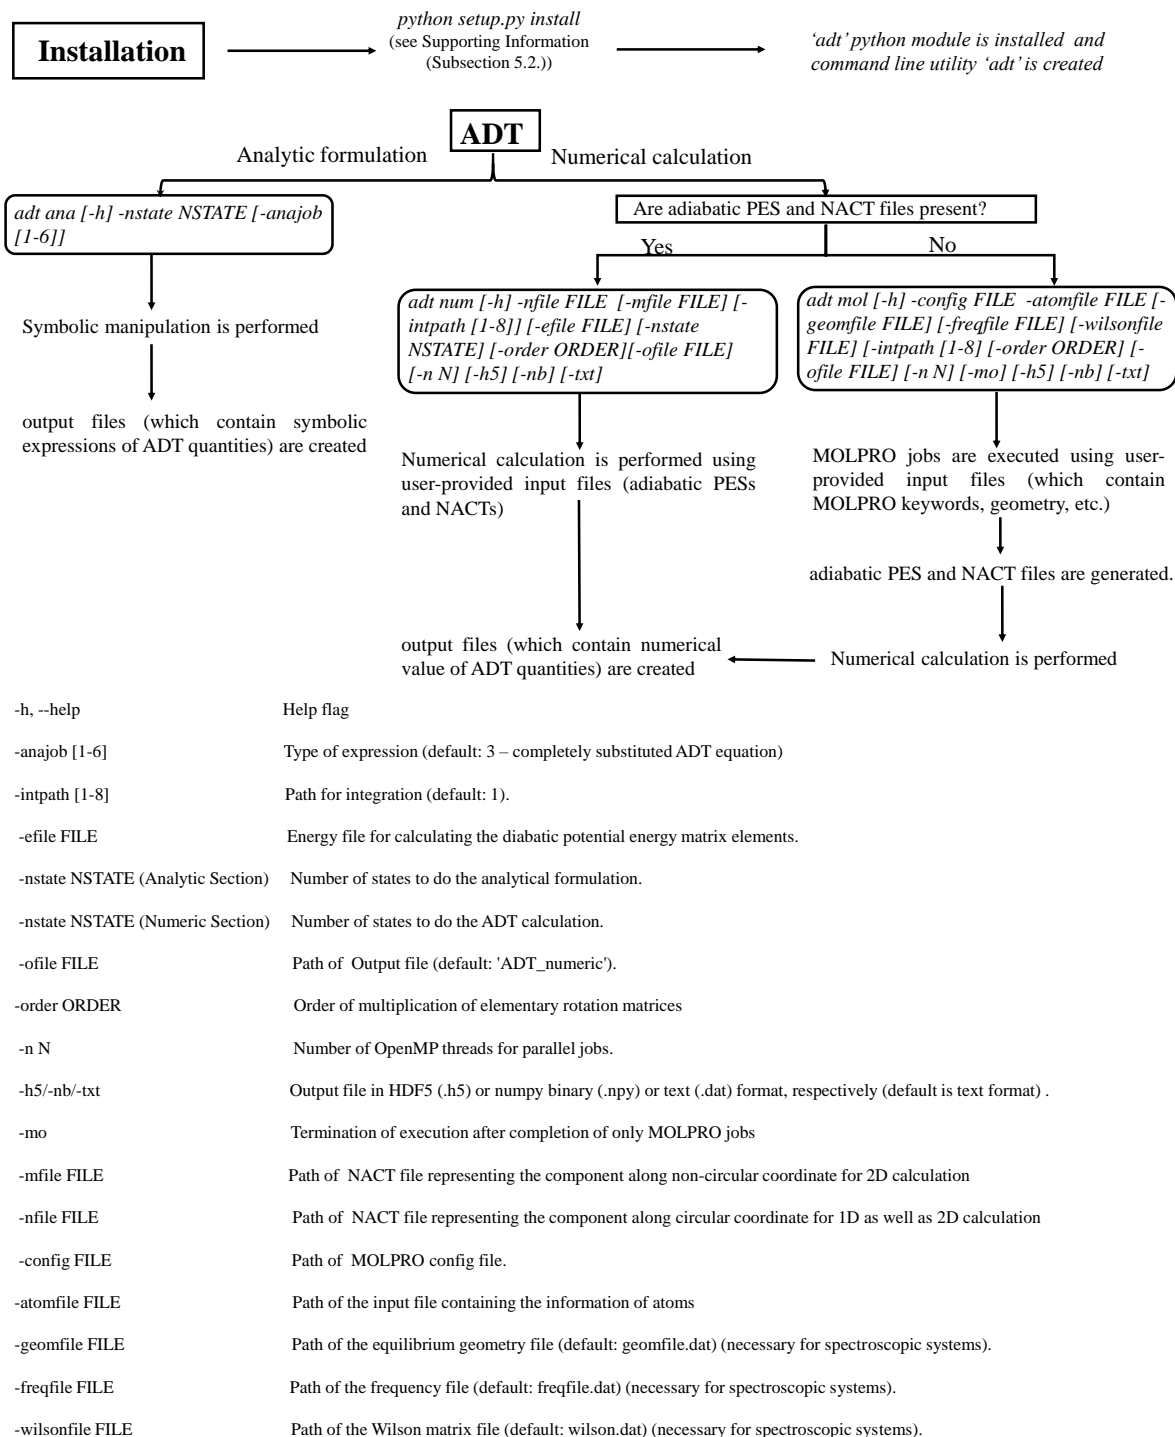 Installation
python setup.py install
(see Supporting Information
(Subsection 5.2.))
‘adt’ python module is installed and
command line utility ‘adt’ is created
ADT
Analytic formulation
Numerical calculation
adt ana [-h] -nstate NSTATE [-anajob
[1-6]]
Symbolic manipulation is performed
output files (which contain symbolic
expressions of ADT quantities) are created
Are adiabatic PES and NACT files present?
Yes
No
adt num [-h] -nfile FILE [-mfile FILE] [-
intpath [1-8]] [-efile FILE] [-nstate
NSTATE] [-order ORDER][-ofile FILE]
[-n N] [-h5] [-nb] [-txt]
Numerical calculation is performed using
user-provided input files (adiabatic PESs
and NACTs)
output files (which contain numerical
value of ADT quantities) are created
adt mol [-h] -config FILE -atomfile FILE [-
geomfile FILE] [-freqfile FILE] [-wilsonfile
FILE] [-intpath [1-8] [-order ORDER] [-
ofile FILE] [-n N] [-mo] [-h5] [-nb] [-txt]
MOLPRO jobs are executed using user-
provided input files (which contain
MOLPRO keywords, geometry, etc.)
adiabatic PES and NACT files are generated.
Numerical calculation is performed
-h, --help Help flag
-anajob [1-6] Type of expression (default: 3 – completely substituted ADT equation)
-intpath [1-8] Path for integration (default: 1).
-efile FILE Energy file for calculating the diabatic potential energy matrix elements.
-nstate NSTATE (Analytic Section) Number of states to do the analytical formulation.
-nstate NSTATE (Numeric Section) Number of states to do the ADT calculation.
-ofile FILE Path of Output file (default: 'ADT_numeric').
-order ORDER Order of multiplication of elementary rotation matrices
-n N Number of OpenMP threads for parallel jobs.
-h5/-nb/-txt Output file in HDF5 (.h5) or numpy binary (.npy) or text (.dat) format, respectively (default is text format) .
-mo Termination of execution after completion of only MOLPRO jobs
-mfile FILE Path of NACT file representing the component along non-circular coordinate for 2D calculation
-nfile FILE Path of NACT file representing the component along circular coordinate for 1D as well as 2D calculation
-config FILE Path of MOLPRO config file.
-atomfile FILE Path of the input file containing the information of atoms
-geomfile FILE Path of the equilibrium geometry file (default: geomfile.dat) (necessary for spectroscopic systems).
-freqfile FILE Path of the frequency file (default: freqfile.dat) (necessary for spectroscopic systems).
-wilsonfile FILE Path of the Wilson matrix file (default: wilson.dat) (necessary for spectroscopic systems).